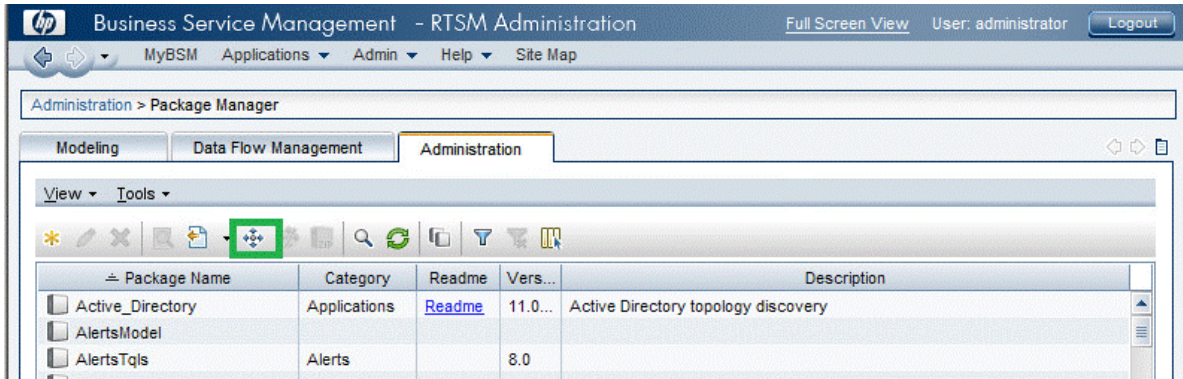 hp Business Service Management – RTSM Administration Full Screen View User: administrator Logout
MyBSM Applications Admin Help Site Map
Administration > Package Manager
Modeling Data Flow Management Administration
View Tools
Package Name Category Readme Vers... Description
Active_Directory Applications Readme 11.0... Active Directory topology discovery
AlertsModel
AlertsTqls Alerts 8.0